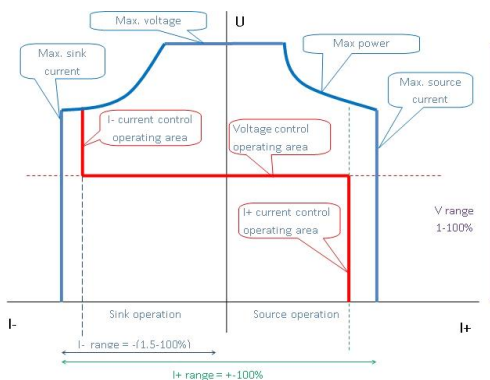 Max. voltage
U
Max. sink
current
Max power
Max. source
current
I- current control
operating area
Voltage control
operating area
I+ current control
operating area
V range
1-100%
Sink operation
Source operation
I-
I+
I- range = -(1.5-100%)
I+ range = +-100%